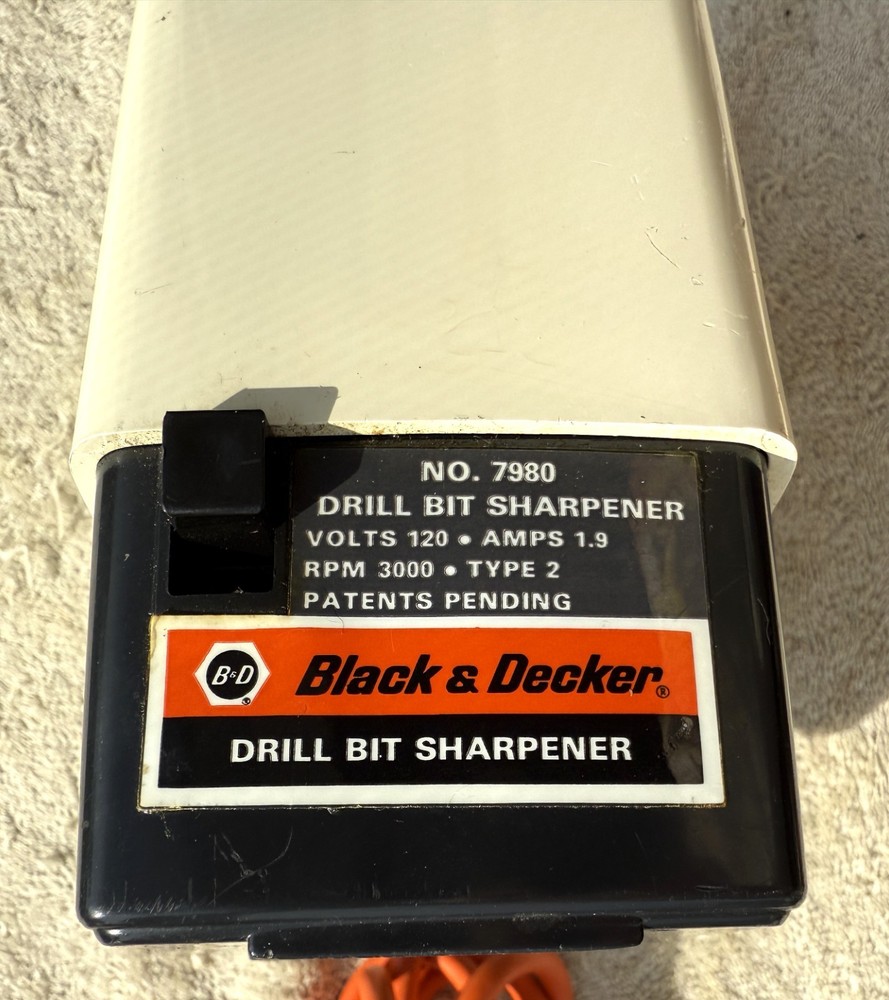 NO. 7980
DRILL BIT SHARPENER
VOLTS 120 • AMPS 1.9
RPM 3000 • TYPE 2
PATENTS PENDING
B&D
Black & Decker®
DRILL BIT SHARPENER